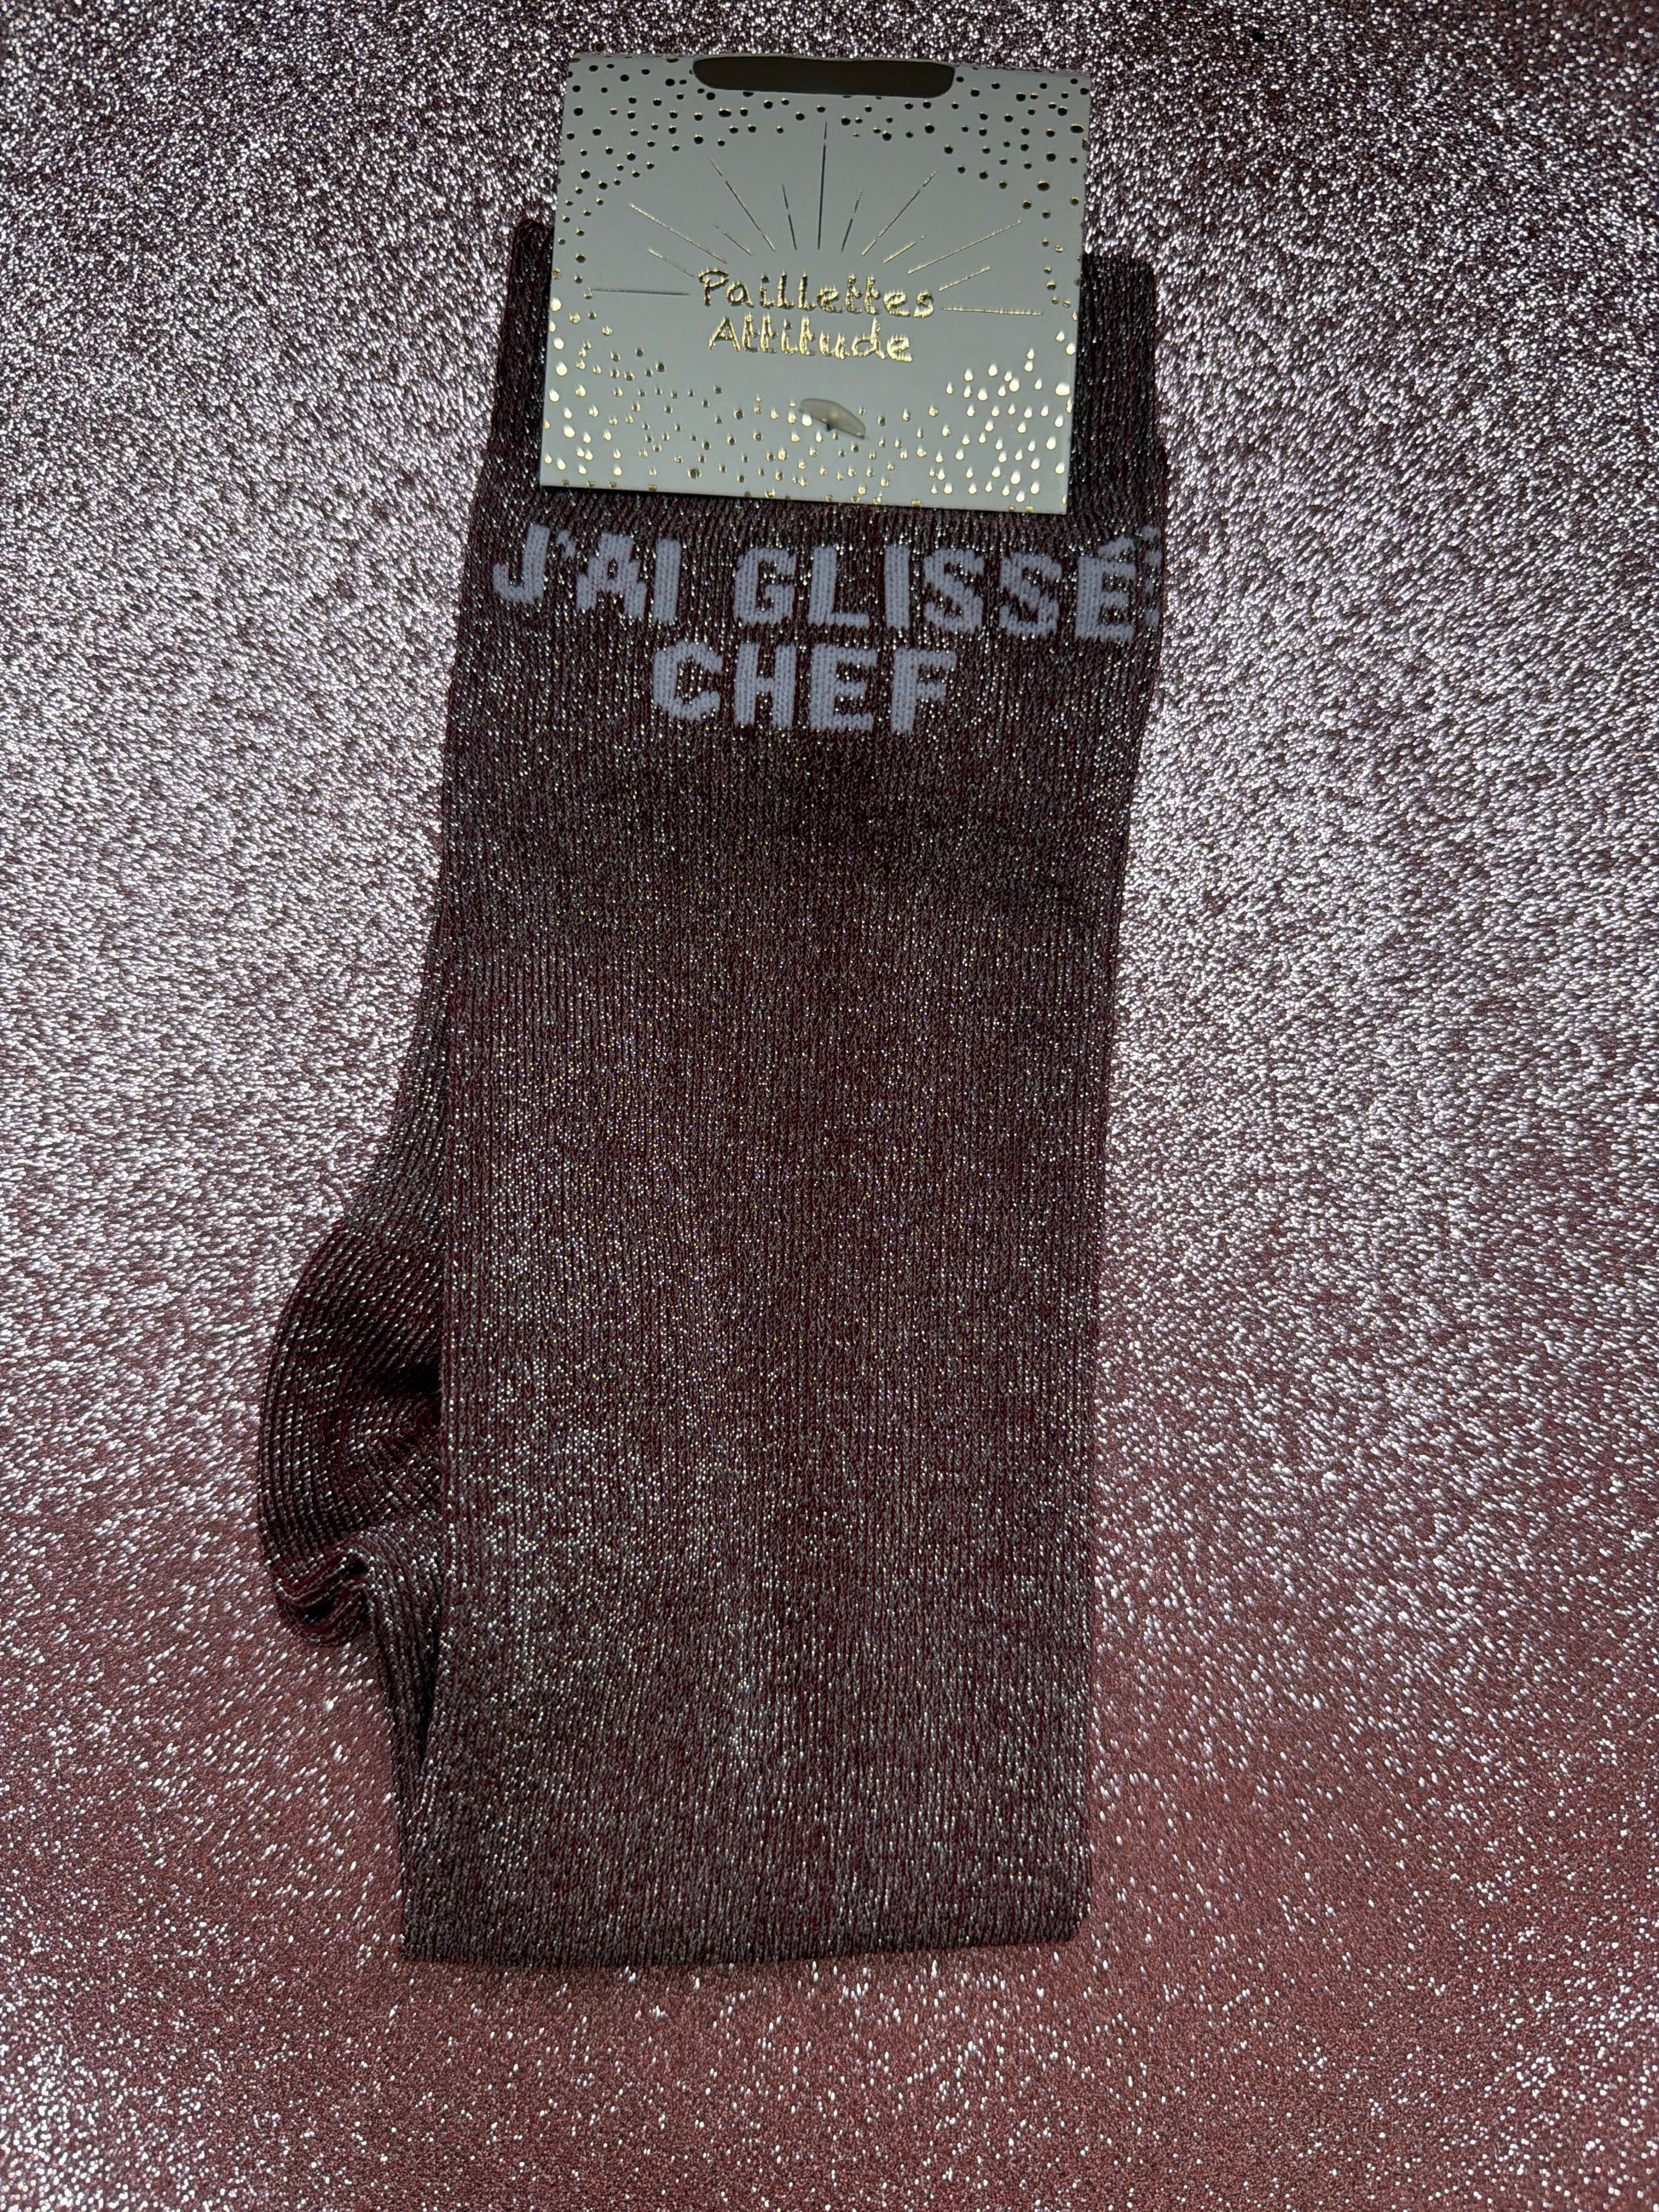 Paillettes
Attitude
J'AI GLISSÉ
CHEF